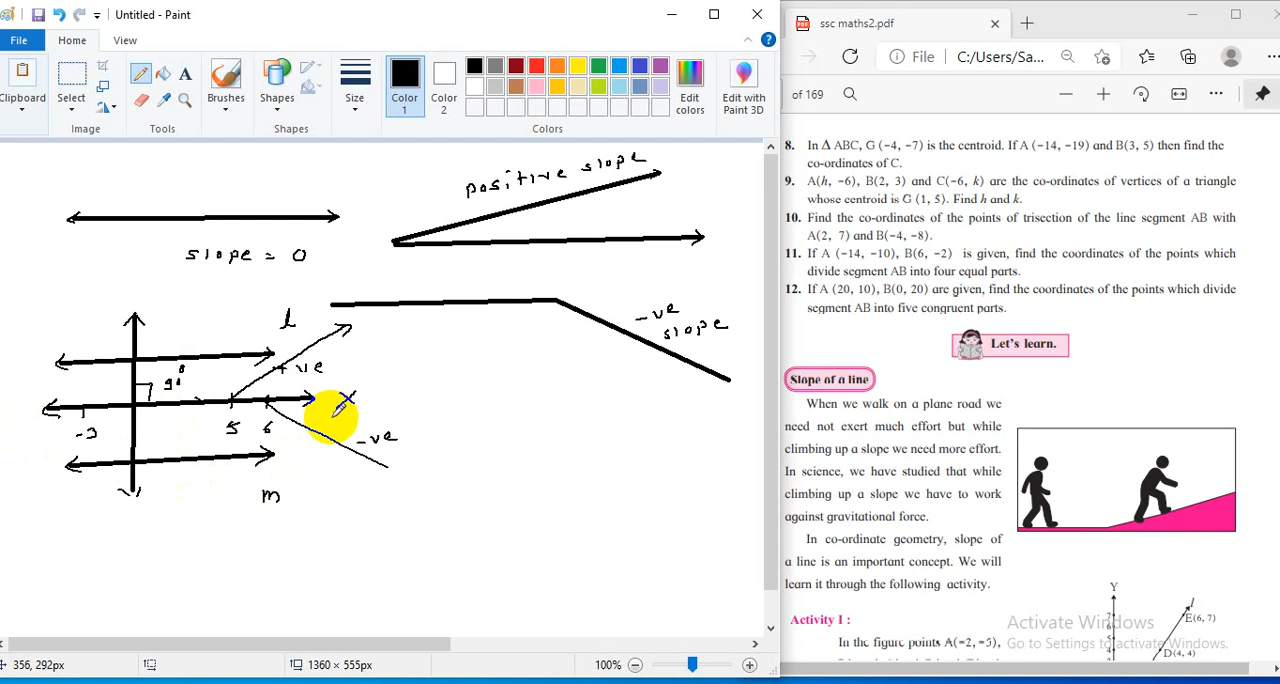 Untitled - Paint
File
Home
View
Clipboard
Select
Image
Tools
A
Brushes
Shapes
Shapes
Size
Color 1
Color 2
Edit colors
Colors
Edit with Paint 3D
positive slope
slope = 0
-ve slope
l
90°
+ve
-3
5
6
X
-ve
m
356, 292px
1360 × 555px
100%
ssc maths2.pdf
File
C:/Users/Sa...
of 169
8. In Δ ABC, G (-4, -7) is the centroid. If A (-14, -19) and B(3, 5) then find the
co-ordinates of C.
9. A(h, -6), B(2, 3) and C(-6, k) are the co-ordinates of vertices of a triangle
whose centroid is G (1, 5). Find h and k.
10. Find the co-ordinates of the points of trisection of the line segment AB with
A(2, 7) and B(-4, -8).
11. If A (-14, -10), B(6, -2) is given, find the coordinates of the points which
divide segment AB into four equal parts.
12. If A (20, 10), B(0, 20) are given, find the coordinates of the points which divide
segment AB into five congruent parts.
Let's learn.
Slope of a line
When we walk on a plane road we
need not exert much effort but while
climbing up a slope we need more effort.
In science, we have studied that while
climbing up a slope we have to work
against gravitational force.
In co-ordinate geometry, slope of
a line is an important concept. We will
learn it through the following activity.
Activity I :
In the figure points A(-2, -5),
Y
l
E(6, 7)
D(4, 4)
7
6
5
4
Activate Windows
Go to Settings to activate Windows.